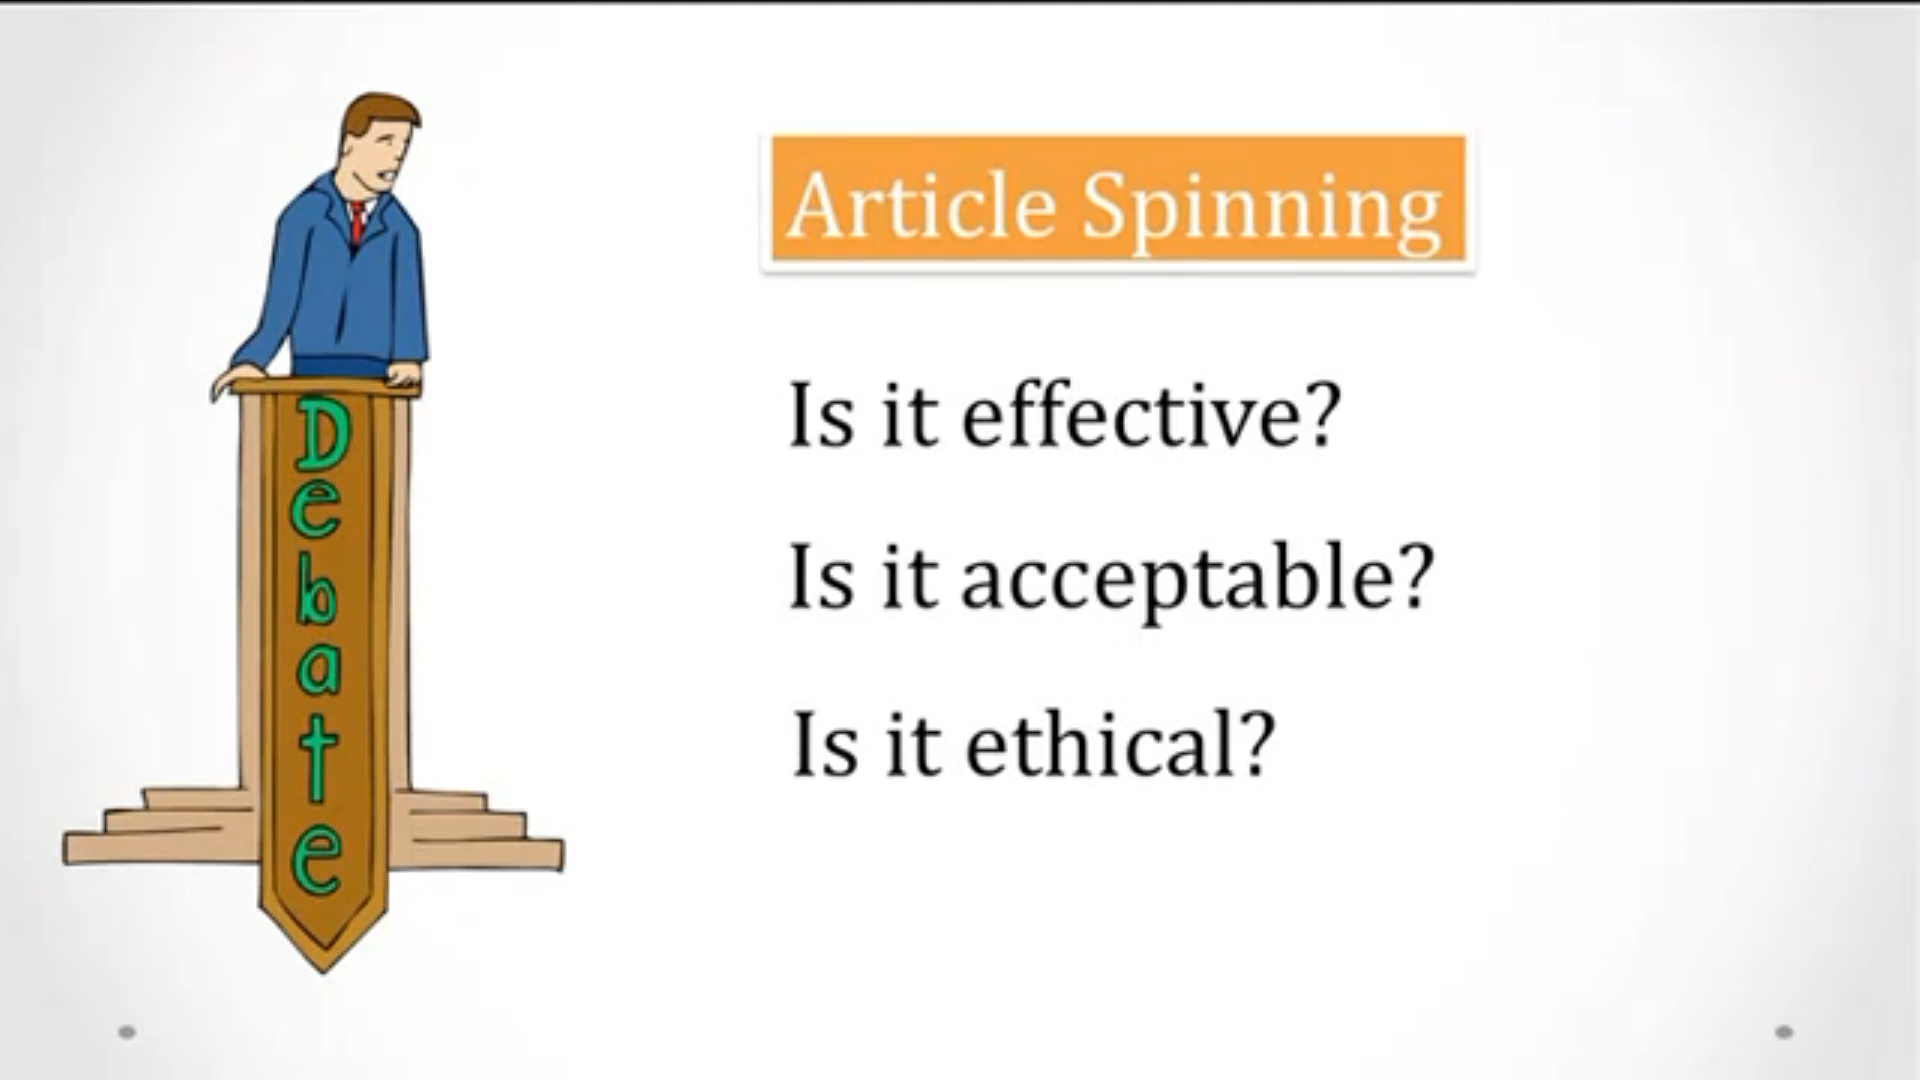 Debate
Article Spinning
Is it effective?
Is it acceptable?
Is it ethical?